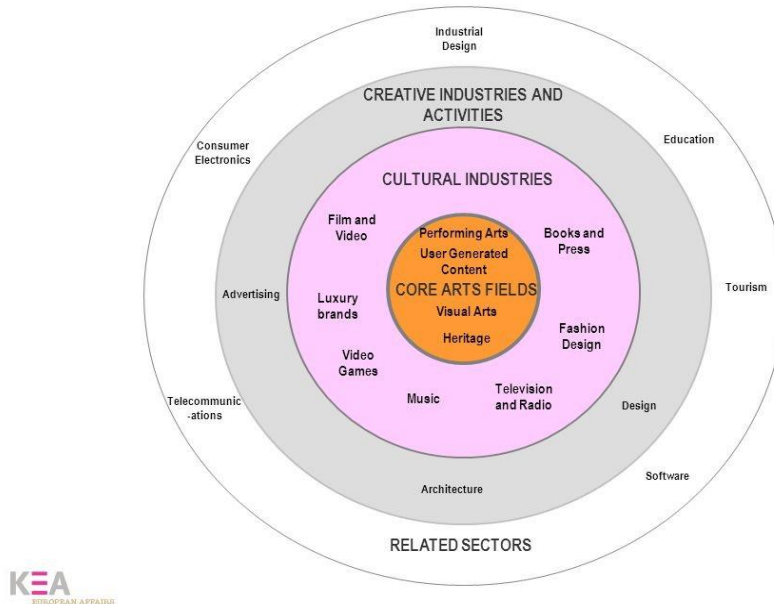 Industrial
Design
CREATIVE INDUSTRIES AND
ACTIVITIES
Consumer
Electronics
Education
CULTURAL INDUSTRIES
Film and
Video
Performing Arts
Books and
Press
User Generated
Content
CORE ARTS FIELDS
Advertising
Tourism
Luxury
brands
Visual Arts
Fashion
Design
Heritage
Video
Games
Music
Television
and Radio
Telecommunic
-ations
Design
Software
Architecture
RELATED SECTORS
KEA
EUROPEAN AFFAIRS